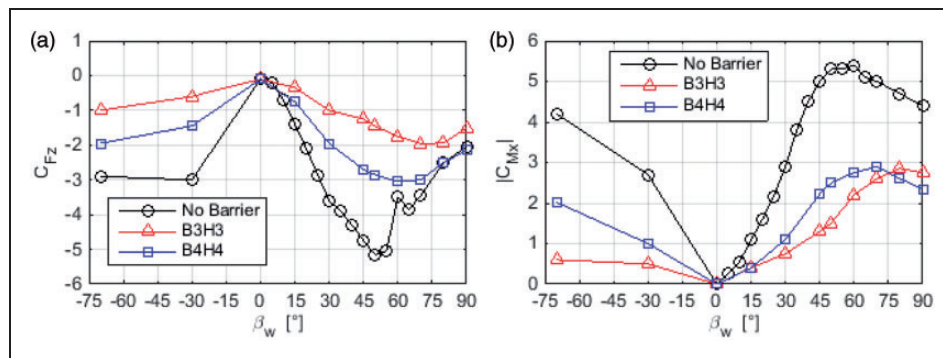 (a)
1
0
-1
-2
-3
-4
-5
-6
C_Fz
No Barrier
B3H3
B4H4
-75 -60 -45 -30 -15 0 15 30 45 60 75 90
β_w [°]
(b)
6
5
4
3
2
1
0
|C_Mx|
No Barrier
B3H3
B4H4
-75 -60 -45 -30 -15 0 15 30 45 60 75 90
β_w [°]